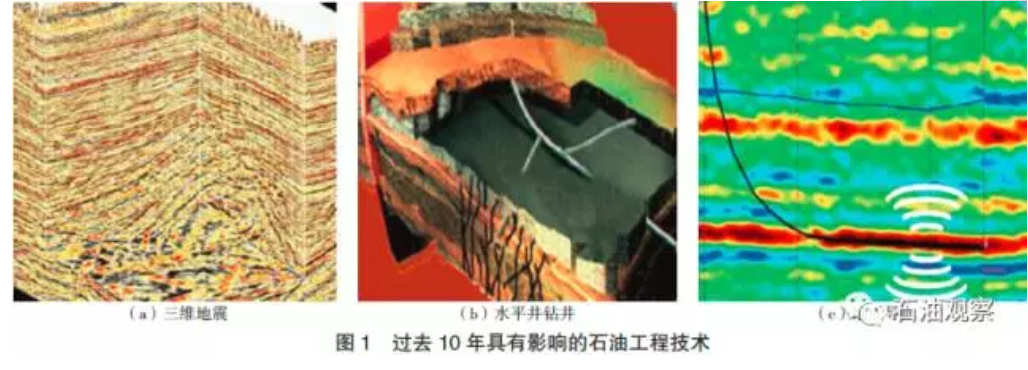 (a)三维地震
(b)水平井钻井
(c)
石油观察
图1 过去10年具有影响的石油工程技术